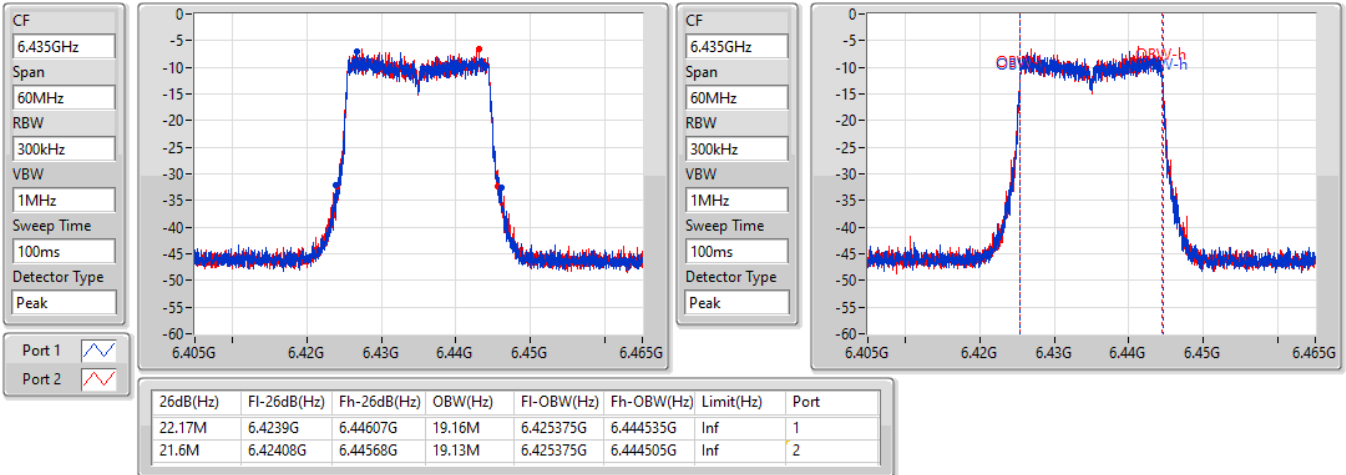 CF
6.435GHz
Span
60MHz
RBW
300kHz
VBW
1MHz
Sweep Time
100ms
Detector Type
Peak
Port 1
Port 2
0
-5
-10
-15
-20
-25
-30
-35
-40
-45
-50
-55
-60
6.405G 6.42G 6.43G 6.44G 6.45G 6.465G
CF
6.435GHz
Span
60MHz
RBW
300kHz
VBW
1MHz
Sweep Time
100ms
Detector Type
Peak
0
-5
-10
-15
-20
-25
-30
-35
-40
-45
-50
-55
-60
OBW-h
6.405G 6.42G 6.43G 6.44G 6.45G 6.465G
26dB(Hz) Fl-26dB(Hz) Fh-26dB(Hz) OBW(Hz) Fl-OBW(Hz) Fh-OBW(Hz) Limit(Hz) Port
22.17M 6.4239G 6.44607G 19.16M 6.425375G 6.444535G Inf 1
21.6M 6.42408G 6.44568G 19.13M 6.425375G 6.444505G Inf 2